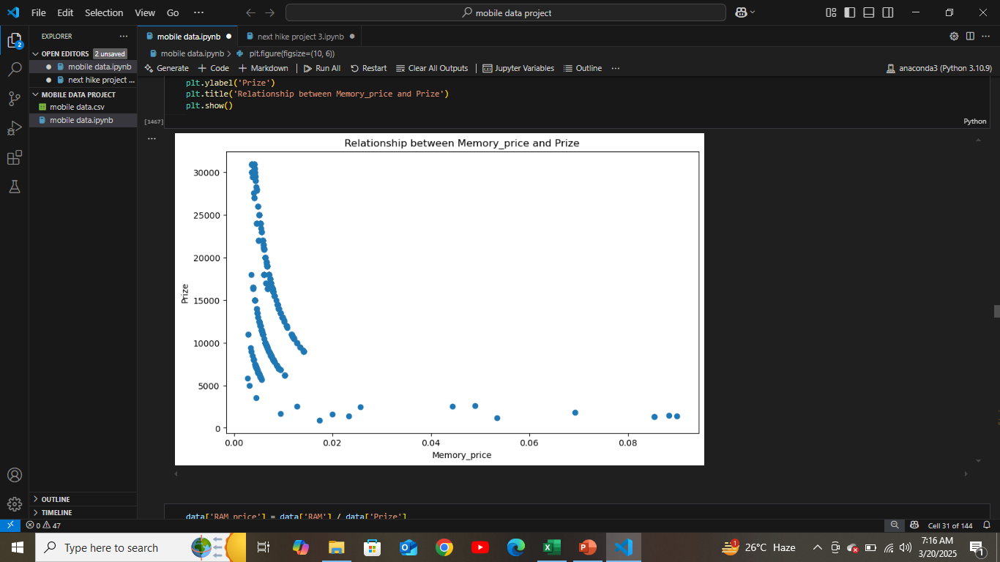 File Edit Selection View Go ··· mobile data project
EXPLORER ···
OPEN EDITORS 2 unsaved
mobile data.ipynb
next hike project ...
MOBILE DATA PROJECT
mobile data.csv
mobile data.ipynb
OUTLINE
TIMELINE
2
mobile data.ipynb next hike project 3.ipynb
mobile data.ipynb > plt.figure(figsize=(10, 6))
Generate + Code + Markdown Run All Restart Clear All Outputs Jupyter Variables Outline ··· anaconda3 (Python 3.10.9)
plt.ylabel('Prize')
plt.title('Relationship between Memory_price and Prize')
plt.show()
[1467] Python
···
Relationship between Memory_price and Prize
Prize
30000
25000
20000
15000
10000
5000
0
0.00 0.02 0.04 0.06 0.08
Memory_price
data['RAM_price'] = data['RAM'] / data['Prize']
0 47 Cell 31 of 144
Type here to search 26°C Haze 7:16 AM
3/20/2025
1
1